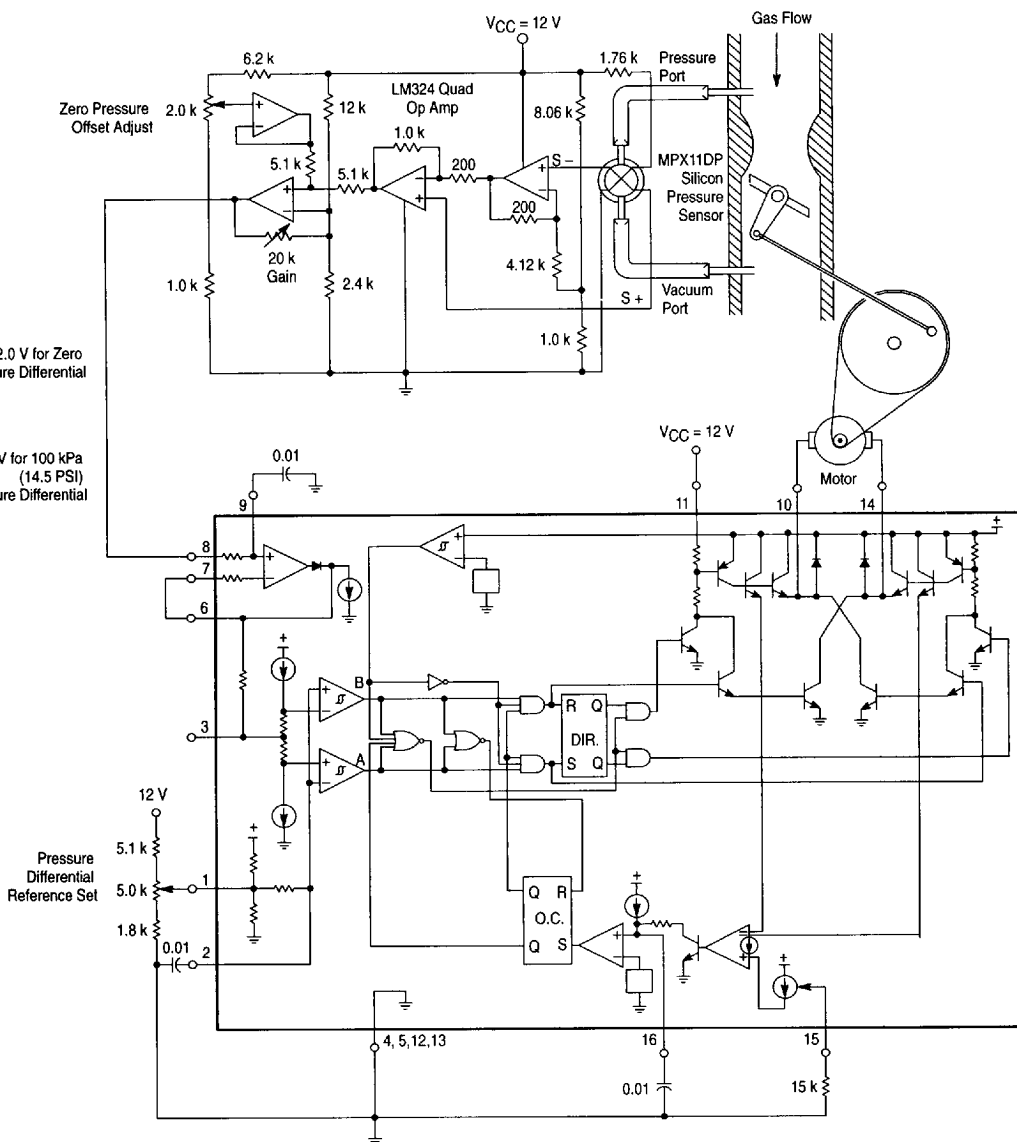 Gas Flow
VCC = 12 V
6.2 k
1.76 k
Pressure
Port
LM324 Quad
Op Amp
Zero Pressure
Offset Adjust
2.0 k
12 k
8.06 k
1.0 k
5.1 k
5.1 k
200
S –
MPX11DP
Silicon
Pressure
Sensor
200
20 k
Gain
4.12 k
1.0 k
2.4 k
S +
Vacuum
Port
1.0 k
2.0 V for Zero
ure Differential
V for 100 kPa
(14.5 PSI)
ure Differential
VCC = 12 V
Motor
0.01
9
11
10
14
+
8
7
6
3
B
A
R Q
DIR.
S Q
12 V
5.1 k
Pressure
Differential
Reference Set
5.0 k
1
1.8 k
0.01
2
Q R
O.C.
Q S
4, 5,12,13
16
15
0.01
15 k